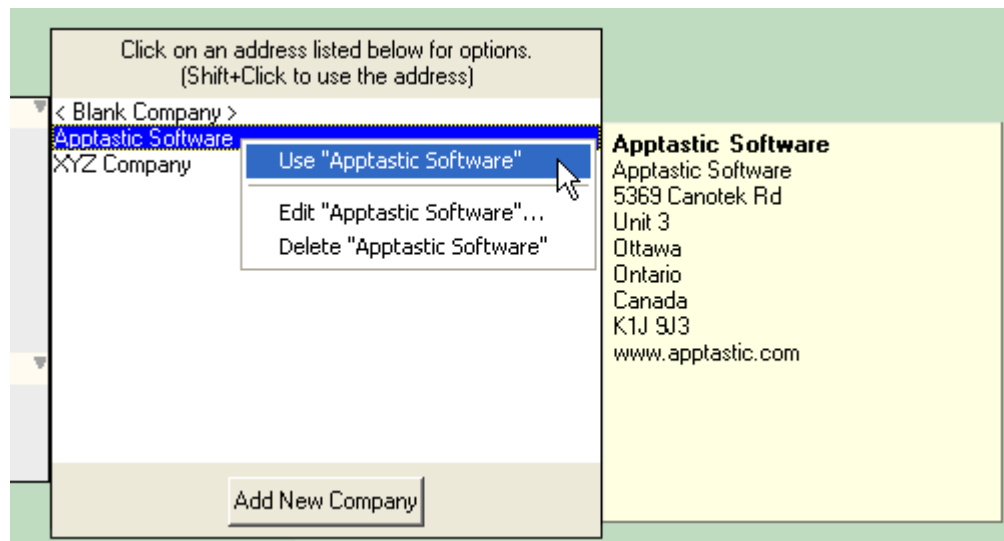 Click on an address listed below for options.
(Shift+Click to use the address)
< Blank Company >
Apptastic Software
XYZ Company
Use "Apptastic Software"
Edit "Apptastic Software"...
Delete "Apptastic Software"
Add New Company
Apptastic Software
Apptastic Software
5369 Canotek Rd
Unit 3
Ottawa
Ontario
Canada
K1J 9J3
www.apptastic.com